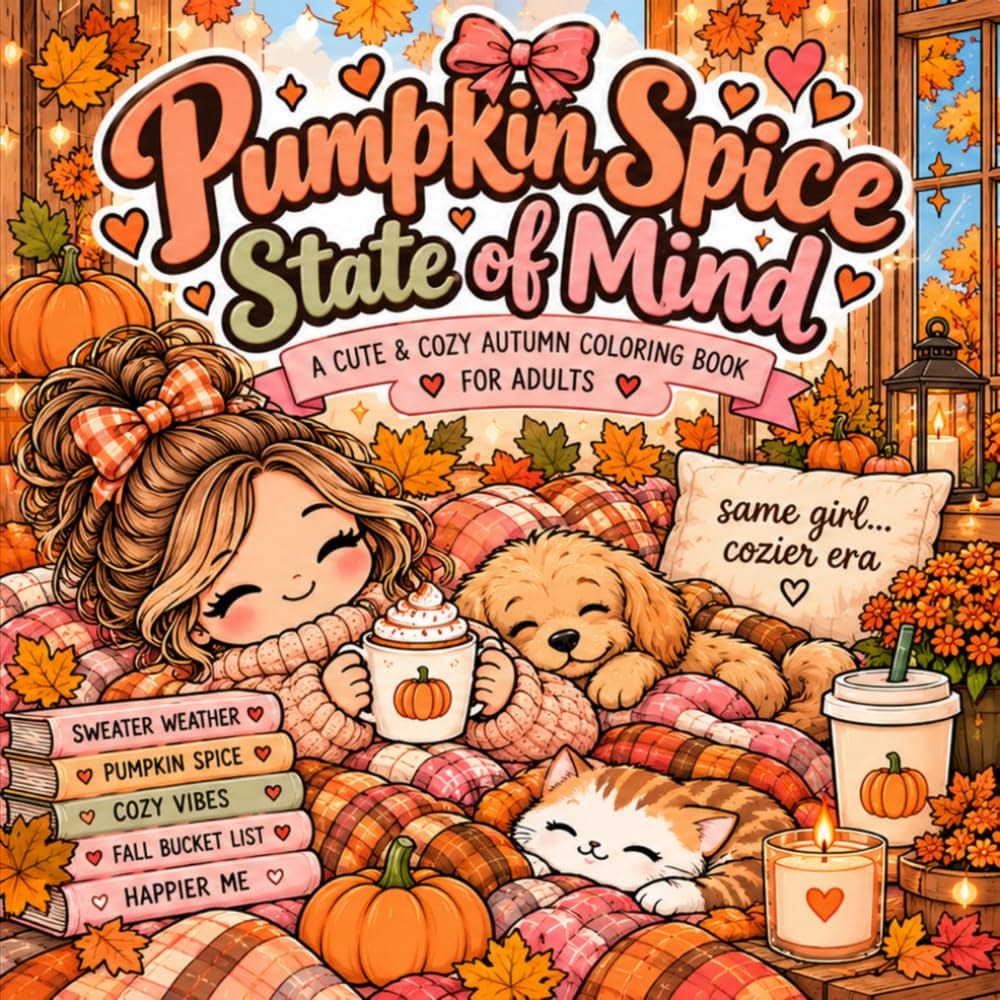 Pumpkin Spice
State of Mind
A CUTE & COZY AUTUMN COLORING BOOK
FOR ADULTS
same girl...
cozier era
SWEATER WEATHER
PUMPKIN SPICE
COZY VIBES
FALL BUCKET LIST
HAPPIER ME